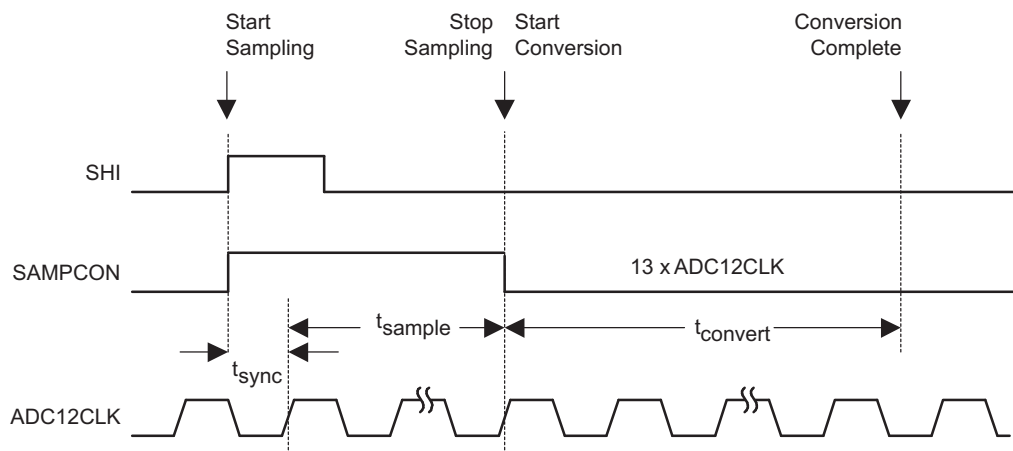 Start
Sampling
Stop
Sampling
Start
Conversion
Conversion
Complete
SHI
SAMPCON
13 x ADC12CLK
tsample
tconvert
tsync
ADC12CLK